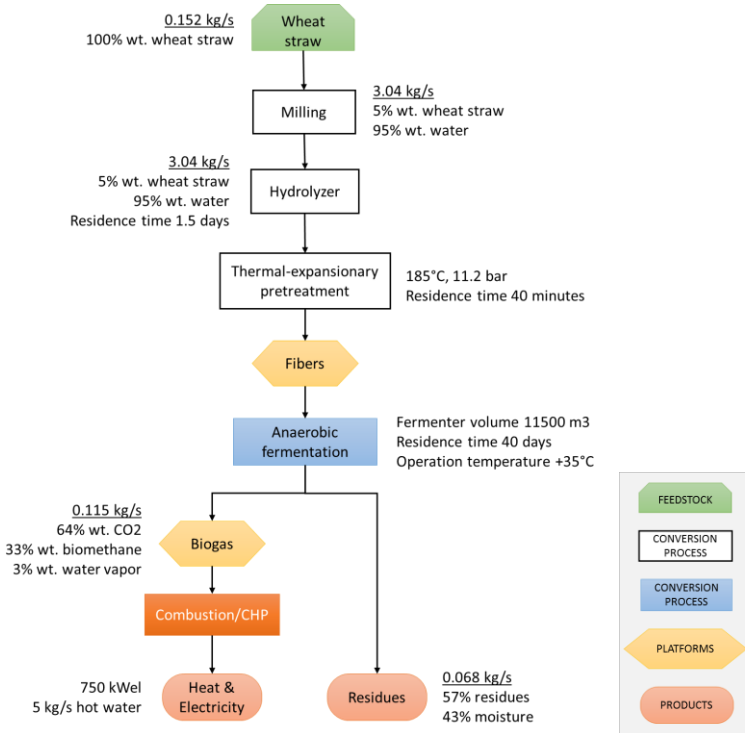 0.152 kg/s
100% wt. wheat straw
Wheat
straw
Milling
3.04 kg/s
5% wt. wheat straw
95% wt. water
3.04 kg/s
5% wt. wheat straw
95% wt. water
Residence time 1.5 days
Hydrolyzer
Thermal-expansionary
pretreatment
185°C, 11.2 bar
Residence time 40 minutes
Fibers
Anaerobic
fermentation
Fermenter volume 11500 m3
Residence time 40 days
Operation temperature +35°C
0.115 kg/s
64% wt. CO2
33% wt. biomethane
3% wt. water vapor
Biogas
Combustion/CHP
750 kWel
5 kg/s hot water
Heat &
Electricity
Residues
0.068 kg/s
57% residues
43% moisture
FEEDSTOCK
CONVERSION
PROCESS
CONVERSION
PROCESS
PLATFORMS
PRODUCTS